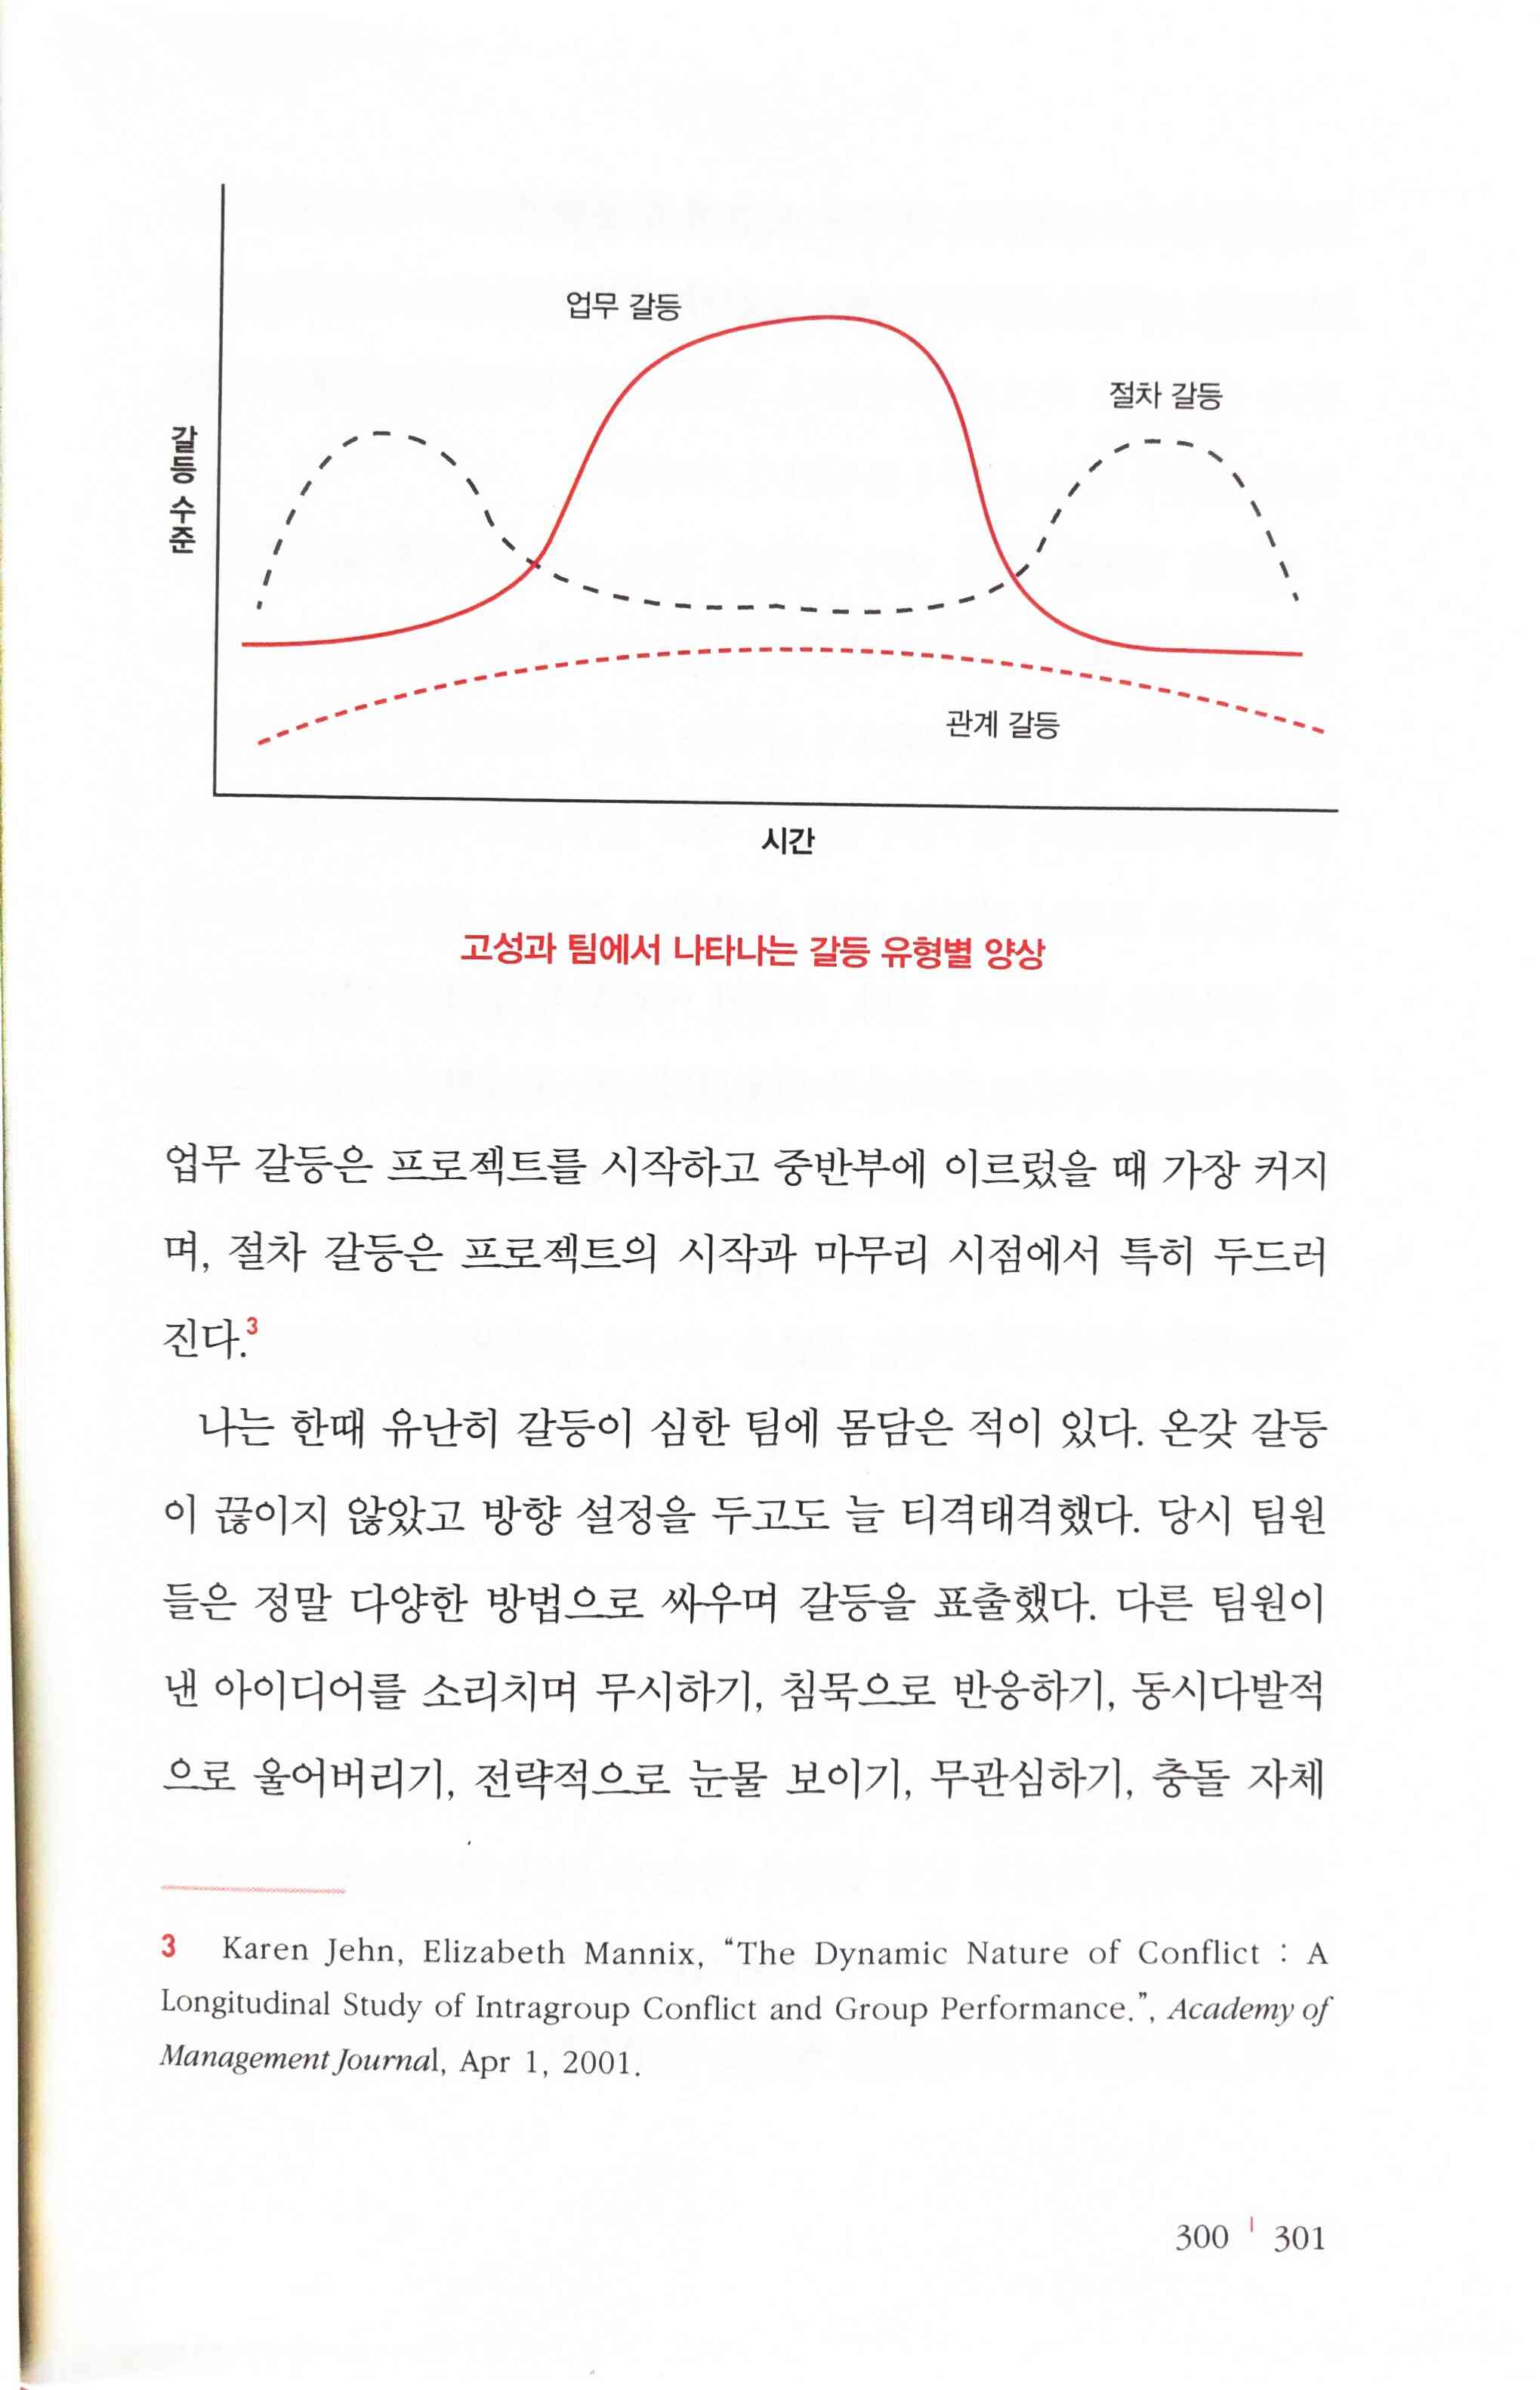 업무 갈등
절차 갈등
갈등 수준
관계 갈등
시간
고성과 팀에서 나타나는 갈등 유형별 양상
업무 갈등은 프로젝트를 시작하고 중반부에 이르렀을 때 가장 커지
며, 절차 갈등은 프로젝트의 시작과 마무리 시점에서 특히 두드러
진다.3
나는 한때 유난히 갈등이 심한 팀에 몸담은 적이 있다. 온갖 갈등
이 끊이지 않았고 방향 설정을 두고도 늘 티격태격했다. 당시 팀원
들은 정말 다양한 방법으로 싸우며 갈등을 표출했다. 다른 팀원이
낸 아이디어를 소리치며 무시하기, 침묵으로 반응하기, 동시다발적
으로 울어버리기, 전략적으로 눈물 보이기, 무관심하기, 충돌 자체
3 Karen Jehn, Elizabeth Mannix, “The Dynamic Nature of Conflict : A
Longitudinal Study of Intragroup Conflict and Group Performance.”, Academy of
Management Journal, Apr 1, 2001.
300 | 301